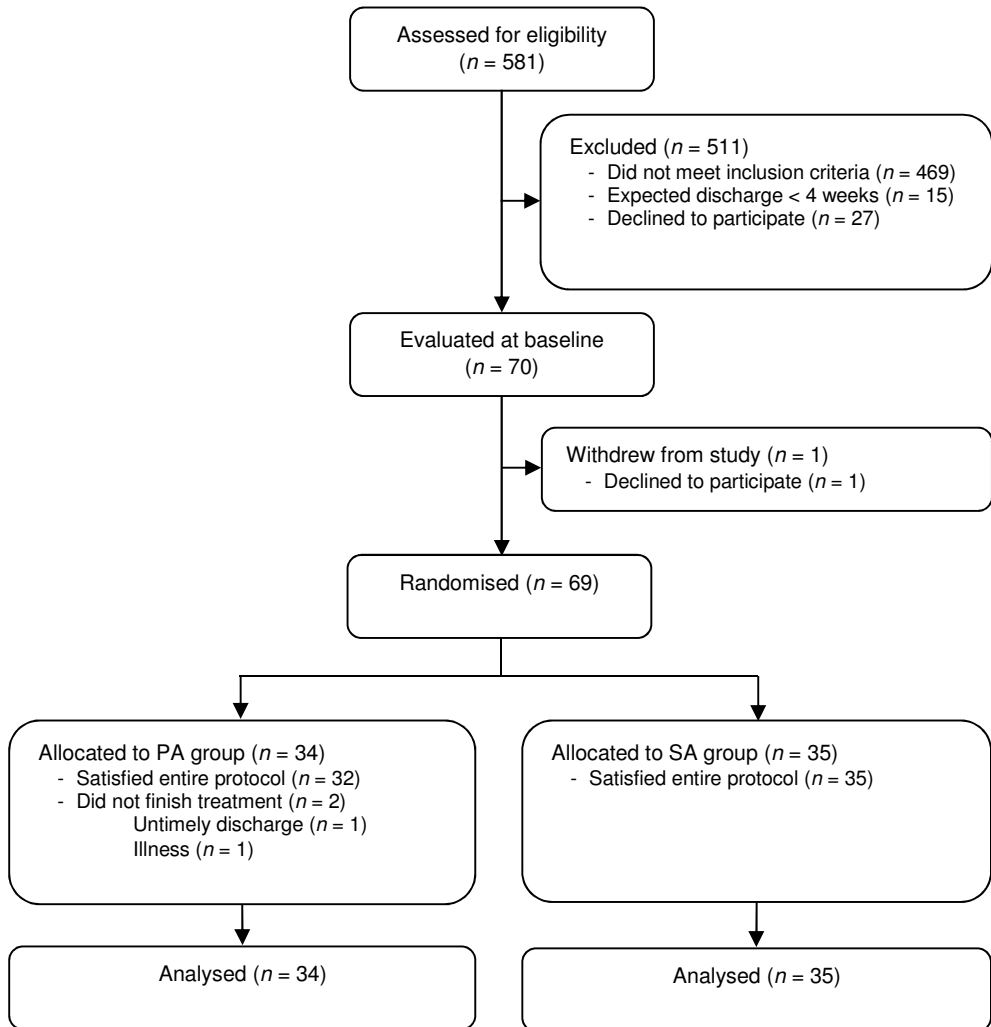 Assessed for eligibility
(n = 581)
Excluded (n = 511)
- Did not meet inclusion criteria (n = 469)
- Expected discharge < 4 weeks (n = 15)
- Declined to participate (n = 27)
Evaluated at baseline
(n = 70)
Withdrew from study (n = 1)
- Declined to participate (n = 1)
Randomised (n = 69)
Allocated to PA group (n = 34)
- Satisfied entire protocol (n = 32)
- Did not finish treatment (n = 2)
Untimely discharge (n = 1)
Illness (n = 1)
Allocated to SA group (n = 35)
- Satisfied entire protocol (n = 35)
Analysed (n = 34)
Analysed (n = 35)